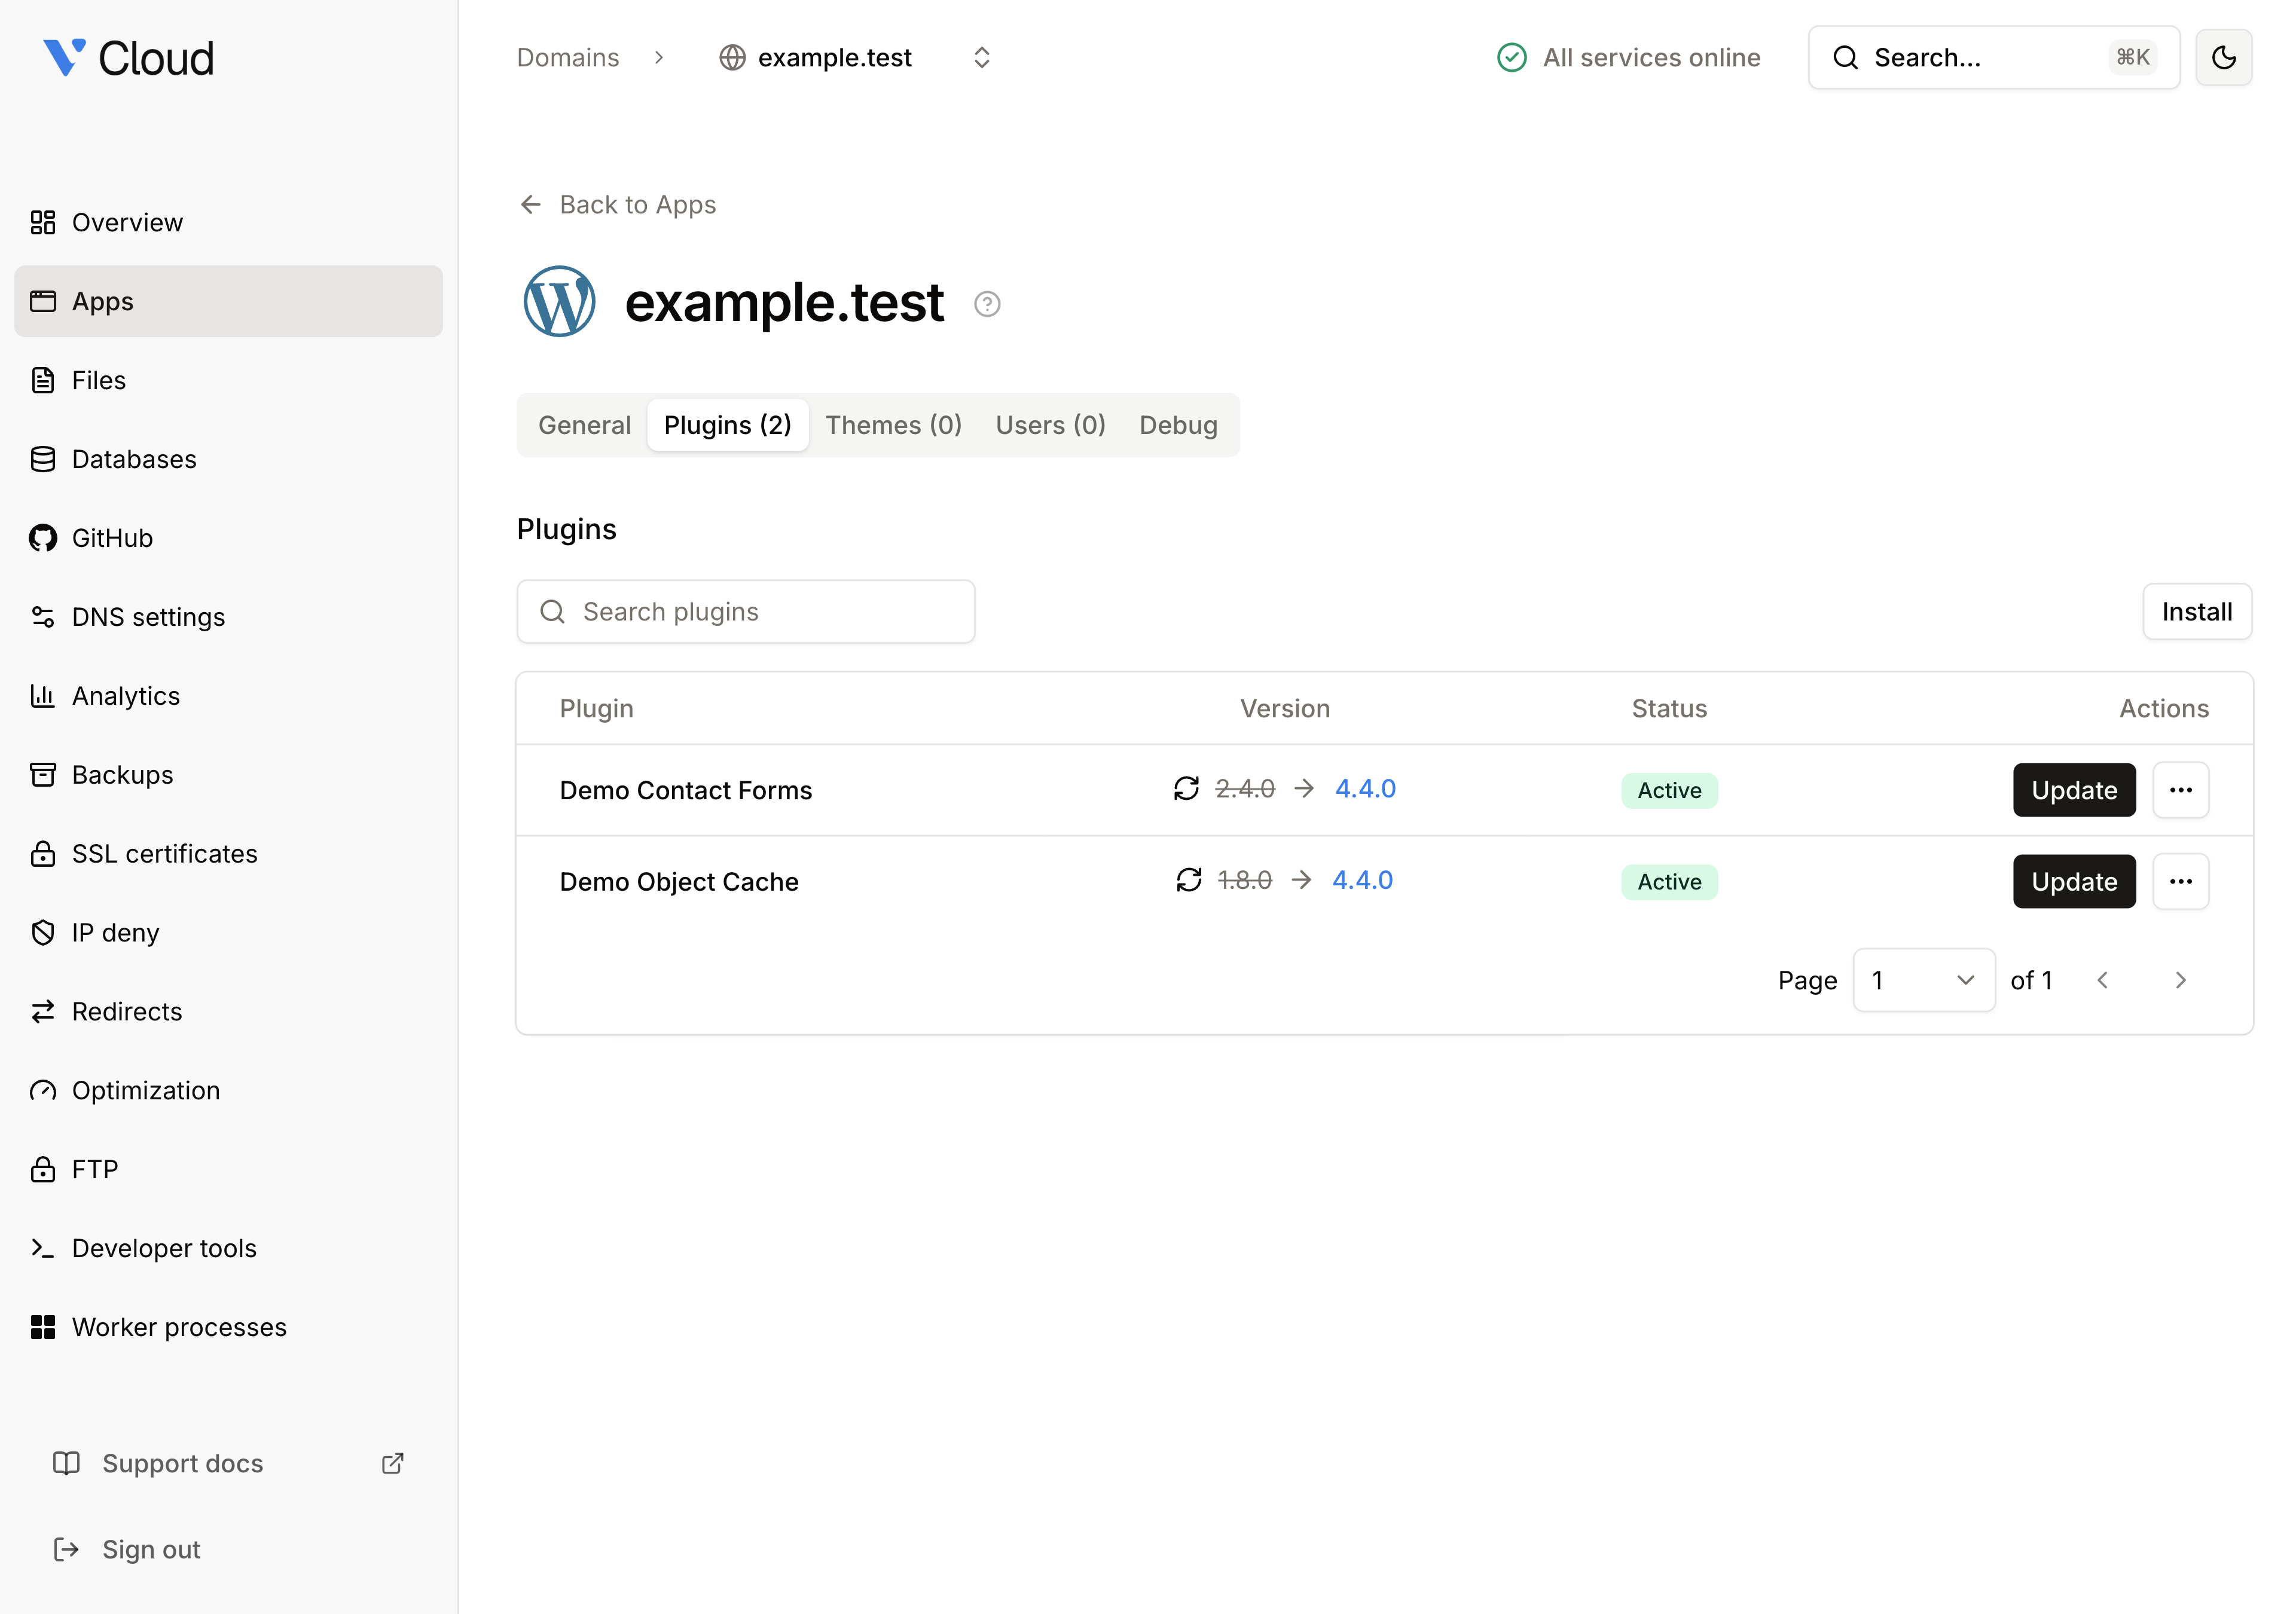 Cloud
Domains
example.test
All services online
Search...
⌘K
Overview
Apps
Files
Databases
GitHub
DNS settings
Analytics
Backups
SSL certificates
IP deny
Redirects
Optimization
FTP
Developer tools
Worker processes
Support docs
Sign out
Back to Apps
example.test
General
Plugins (2)
Themes (0)
Users (0)
Debug
Plugins
Search plugins
Install
Plugin Version Status Actions
Demo Contact Forms 2.4.0 → 4.4.0 Active Update
Demo Object Cache 1.8.0 → 4.4.0 Active Update
Page 1 of 1